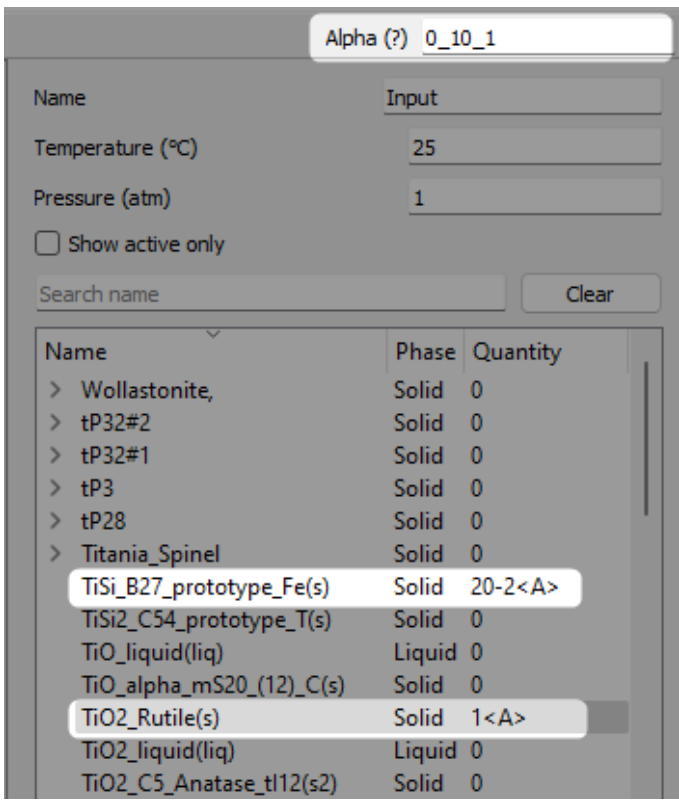 Alpha (?) 0_10_1
Name Input
Temperature (°C) 25
Pressure (atm) 1
Show active only
Search name Clear
Name Phase Quantity
Wollastonite, Solid 0
tP32#2 Solid 0
tP32#1 Solid 0
tP3 Solid 0
tP28 Solid 0
Titania_Spinel Solid 0
TiSi_B27_prototype_Fe(s) Solid 20-2<A>
TiSi2_C54_prototype_T(s) Solid 0
TiO_liquid(liq) Liquid 0
TiO_alpha_mS20_(12)_C(s) Solid 0
TiO2_Rutile(s) Solid 1<A>
TiO2_liquid(liq) Liquid 0
TiO2_C5_Anatase_tI12(s2) Solid 0